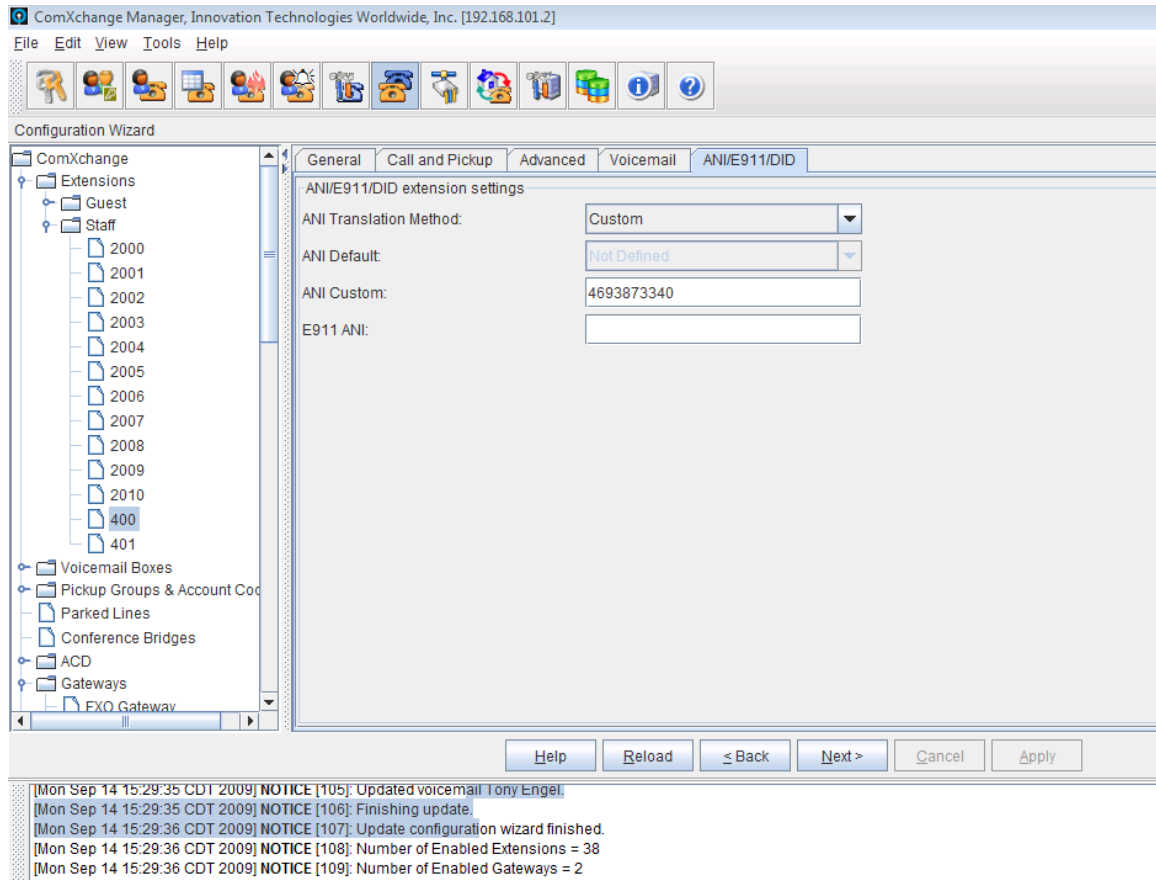 ComXchange Manager, Innovation Technologies Worldwide, Inc. [192.168.101.2]
File Edit View Tools Help
Configuration Wizard
ComXchange
Extensions
Guest
Staff
2000
2001
2002
2003
2004
2005
2006
2007
2008
2009
2010
400
401
Voicemail Boxes
Pickup Groups & Account Cod
Parked Lines
Conference Bridges
ACD
Gateways
FXO Gateway
General Call and Pickup Advanced Voicemail ANI/E911/DID
ANI/E911/DID extension settings
ANI Translation Method: Custom
ANI Default: Not Defined
ANI Custom: 4693873340
E911 ANI:
Help Reload < Back Next > Cancel Apply
[Mon Sep 14 15:29:35 CDT 2009] NOTICE [105]: Updated voicemail Tony Engel.
[Mon Sep 14 15:29:35 CDT 2009] NOTICE [106]: Finishing update.
[Mon Sep 14 15:29:36 CDT 2009] NOTICE [107]: Update configuration wizard finished.
[Mon Sep 14 15:29:36 CDT 2009] NOTICE [108]: Number of Enabled Extensions = 38
[Mon Sep 14 15:29:36 CDT 2009] NOTICE [109]: Number of Enabled Gateways = 2